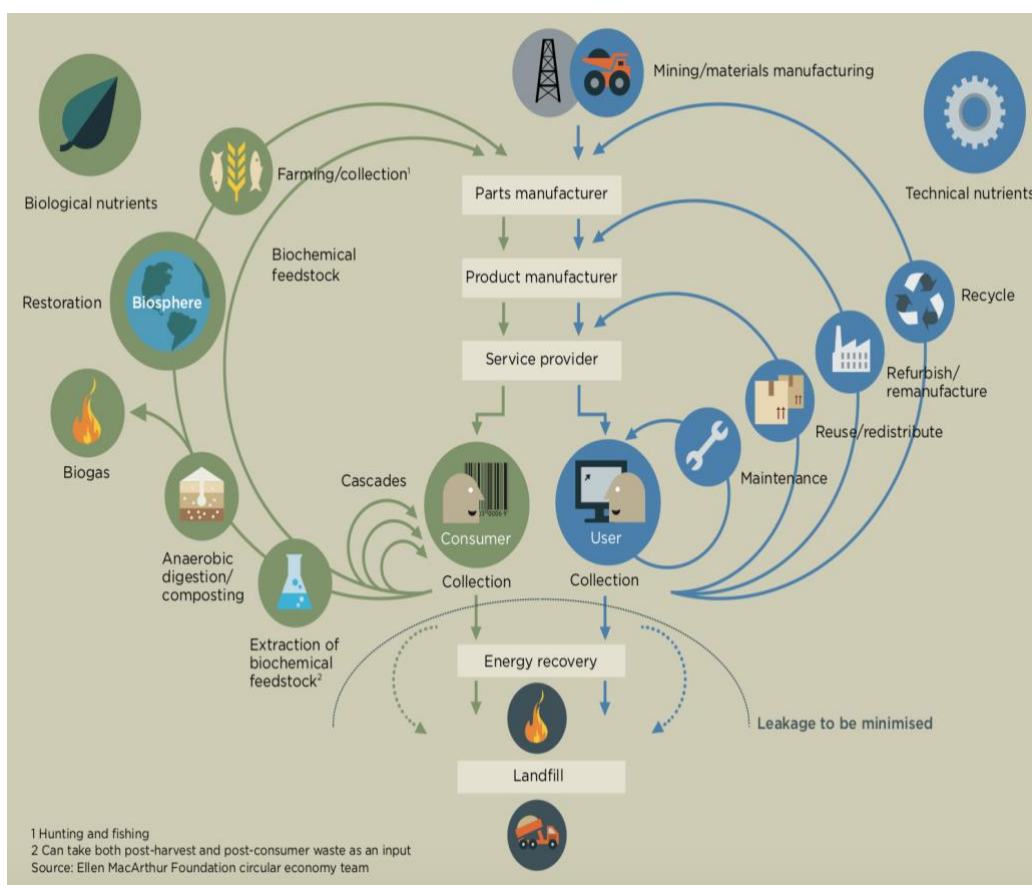 Mining/materials manufacturing
Biological nutrients
Technical nutrients
Farming/collection¹
Parts manufacturer
Biochemical
feedstock
Product manufacturer
Restoration
Biosphere
Recycle
Service provider
Refurbish/
remanufacture
Reuse/redistribute
Biogas
Cascades
Maintenance
Consumer
User
Anaerobic
digestion/
composting
Collection
Collection
Extraction of
biochemical
feedstock²
Energy recovery
Leakage to be minimised
Landfill
1 Hunting and fishing
2 Can take both post-harvest and post-consumer waste as an input
Source: Ellen MacArthur Foundation circular economy team